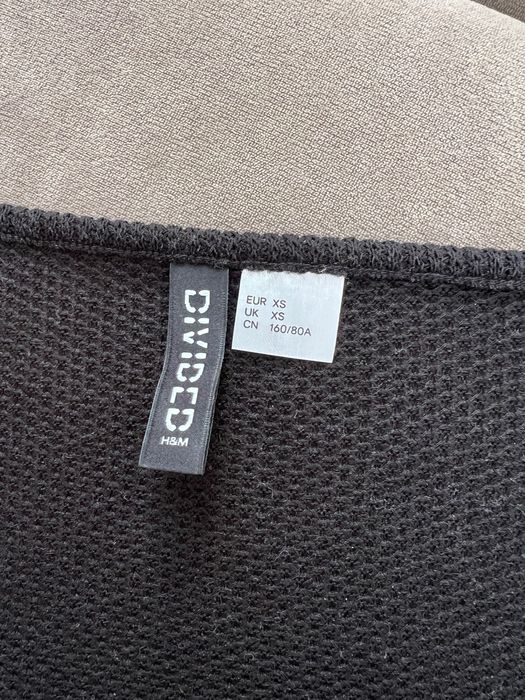 DIVIDED
H&M
EUR XS
UK XS
CN 160/80A